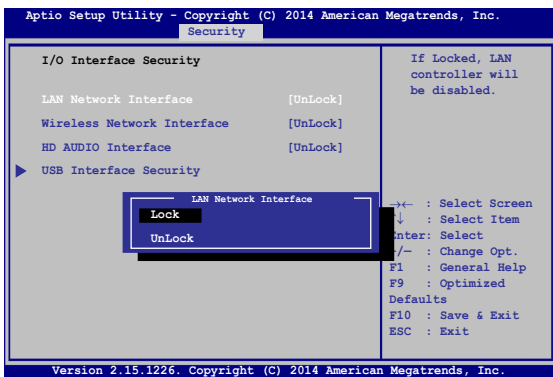 Aptio Setup Utility - Copyright (C) 2014 American Megatrends, Inc.
Security
I/O Interface Security
LAN Network Interface [UnLock]
Wireless Network Interface [UnLock]
HD AUDIO Interface [UnLock]
USB Interface Security
If Locked, LAN
controller will
be disabled.
LAN Network Interface
Lock
UnLock
→← : Select Screen
↓ : Select Item
nter: Select
/— : Change Opt.
F1 : General Help
F9 : Optimized
Defaults
F10 : Save & Exit
ESC : Exit
Version 2.15.1226. Copyright (C) 2014 American Megatrends, Inc.